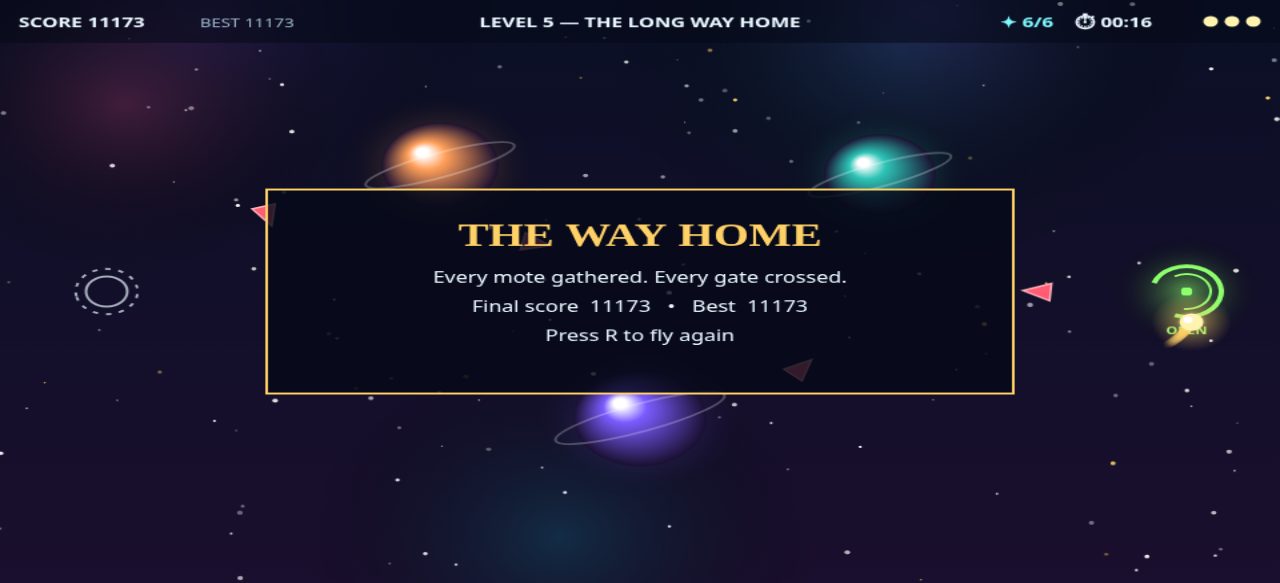 SCORE 11173 BEST 11173 LEVEL 5 — THE LONG WAY HOME ✦ 6/6 ⏱ 00:16
THE WAY HOME
Every mote gathered. Every gate crossed.
Final score 11173 • Best 11173
Press R to fly again
OPEN